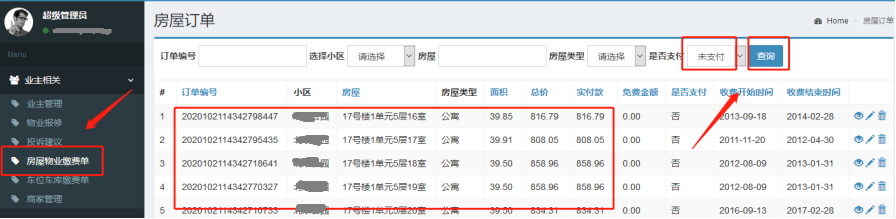 超级管理员
房屋订单
Home > 房屋订单
Menu
订单编号 选择小区 请选择 房屋 房屋类型 请选择 是否支付 未支付 查询
业主相关
# 订单编号 小区 房屋 房屋类型 面积 总价 实付款 免费金额 是否支付 收费开始时间 收费结束时间
业主管理
1 2020102114342798447 17号楼1单元5层16室 公寓 39.85 816.79 816.79 0.00 否 2013-09-18 2014-02-28
物业报修
2 2020102114342795435 17号楼1单元5层17室 公寓 39.91 808.05 808.05 0.00 否 2011-11-20 2012-04-30
投诉建议
房屋物业缴费单
3 2020102114342718641 17号楼1单元5层18室 公寓 39.50 858.96 858.96 0.00 否 2012-08-09 2013-01-31
车位车库缴费单
4 2020102114342770327 17号楼1单元5层19室 公寓 39.50 858.96 858.96 0.00 否 2012-08-09 2013-01-31
商家管理
5 2020102114342710733 17号楼1单元5层20室 公寓 39.50 834.31 834.31 0.00 否 2016-09-13 2017-02-28